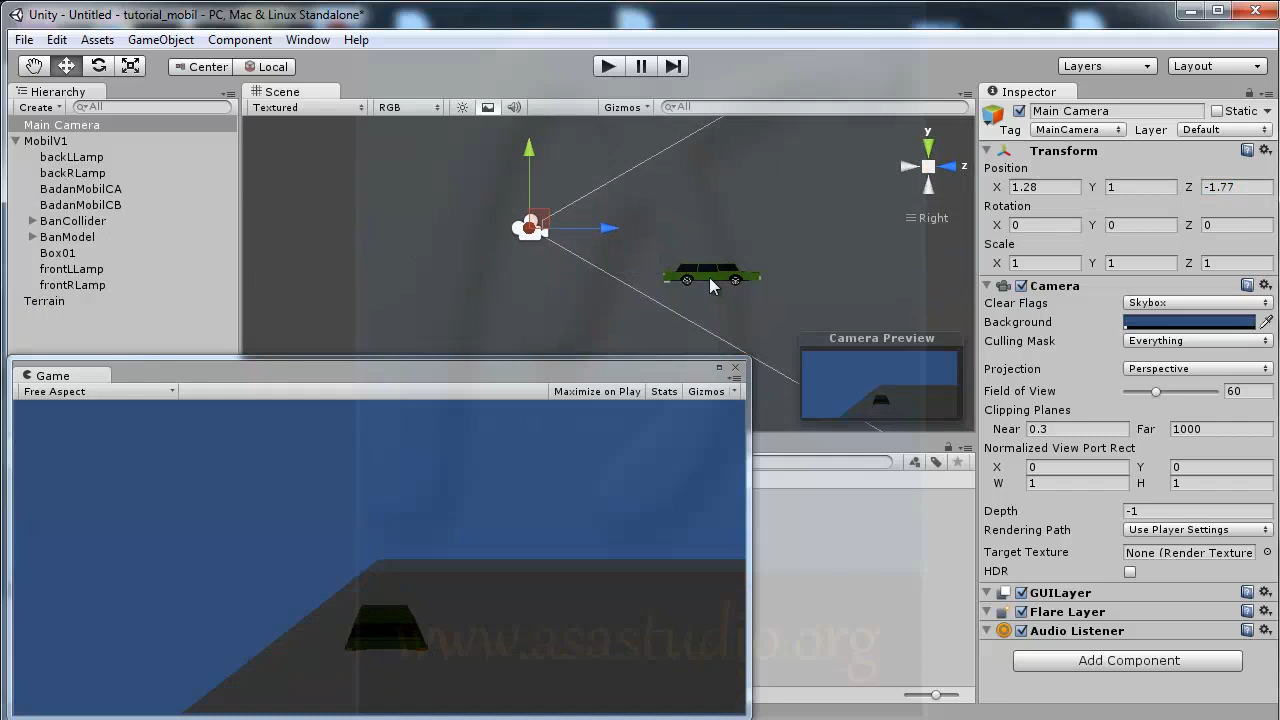 Unity - Untitled - tutorial_mobil - PC, Mac & Linux Standalone*
File Edit Assets GameObject Component Window Help
Center Local Layers Layout
Hierarchy
Create All
Main Camera
MobilV1
backLLamp
backRLamp
BadanMobilCA
BadanMobilCB
BanCollider
BanModel
Box01
frontLLamp
frontRLamp
Terrain
Scene
Textured RGB Gizmos All
y
z
Right
Camera Preview
Game
Free Aspect Maximize on Play Stats Gizmos
www.asastudio.org
Inspector
Main Camera Static
Tag MainCamera Layer Default
Transform
Position
X 1.28 Y 1 Z -1.77
Rotation
X 0 Y 0 Z 0
Scale
X 1 Y 1 Z 1
Camera
Clear Flags Skybox
Background
Culling Mask Everything
Projection Perspective
Field of View 60
Clipping Planes
Near 0.3 Far 1000
Normalized View Port Rect
X 0 Y 0
W 1 H 1
Depth -1
Rendering Path Use Player Settings
Target Texture None (Render Texture
HDR
GUILayer
Flare Layer
Audio Listener
Add Component